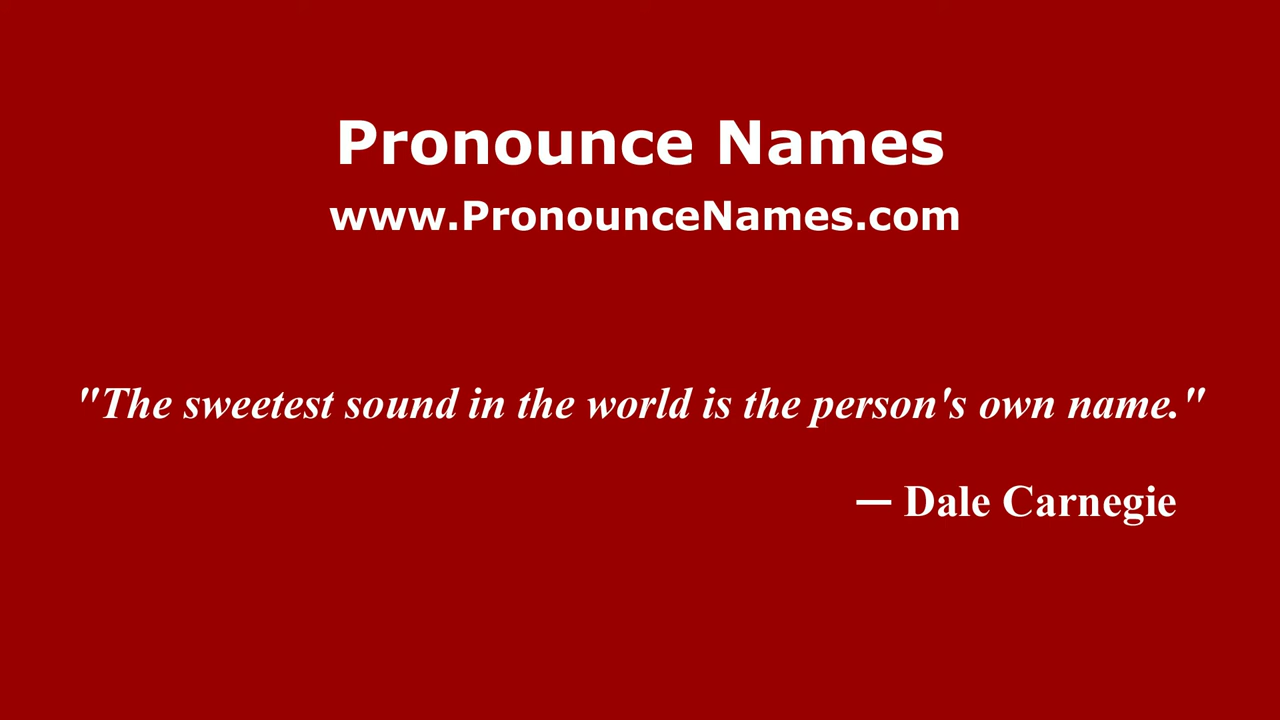 Pronounce Names
www.PronounceNames.com
"The sweetest sound in the world is the person's own name."
— Dale Carnegie